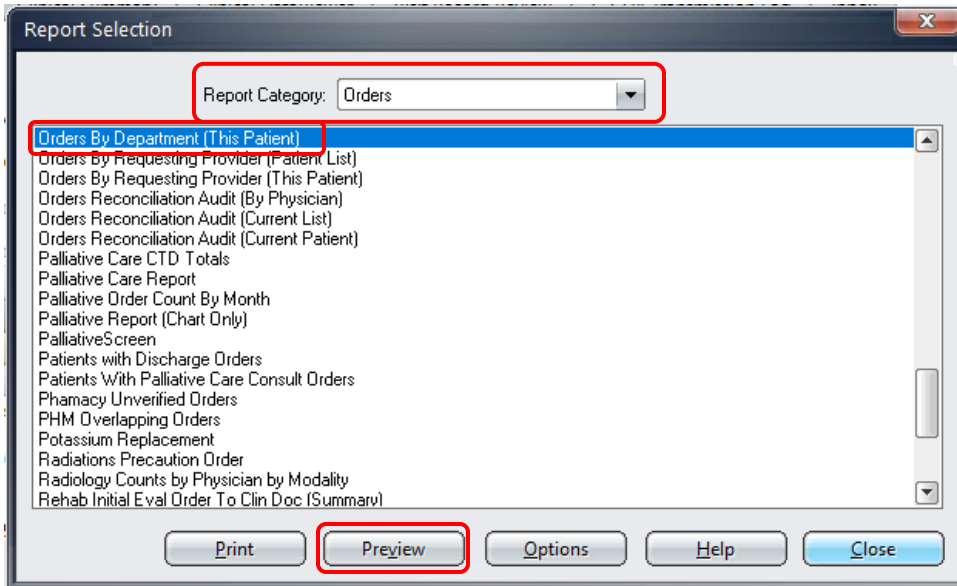 Report Selection
Report Category: Orders
Orders By Department (This Patient)
Orders By Requesting Provider (Patient List)
Orders By Requesting Provider (This Patient)
Orders Reconciliation Audit (By Physician)
Orders Reconciliation Audit (Current List)
Orders Reconciliation Audit (Current Patient)
Palliative Care CTD Totals
Palliative Care Report
Palliative Order Count By Month
Palliative Report (Chart Only)
PalliativeScreen
Patients with Discharge Orders
Patients With Palliative Care Consult Orders
Phamacy Unverified Orders
PHM Overlapping Orders
Potassium Replacement
Radiations Precaution Order
Radiology Counts by Physician by Modality
Rehab Initial Eval Order To Clin Doc (Summary)
Print Preview Options Help Close